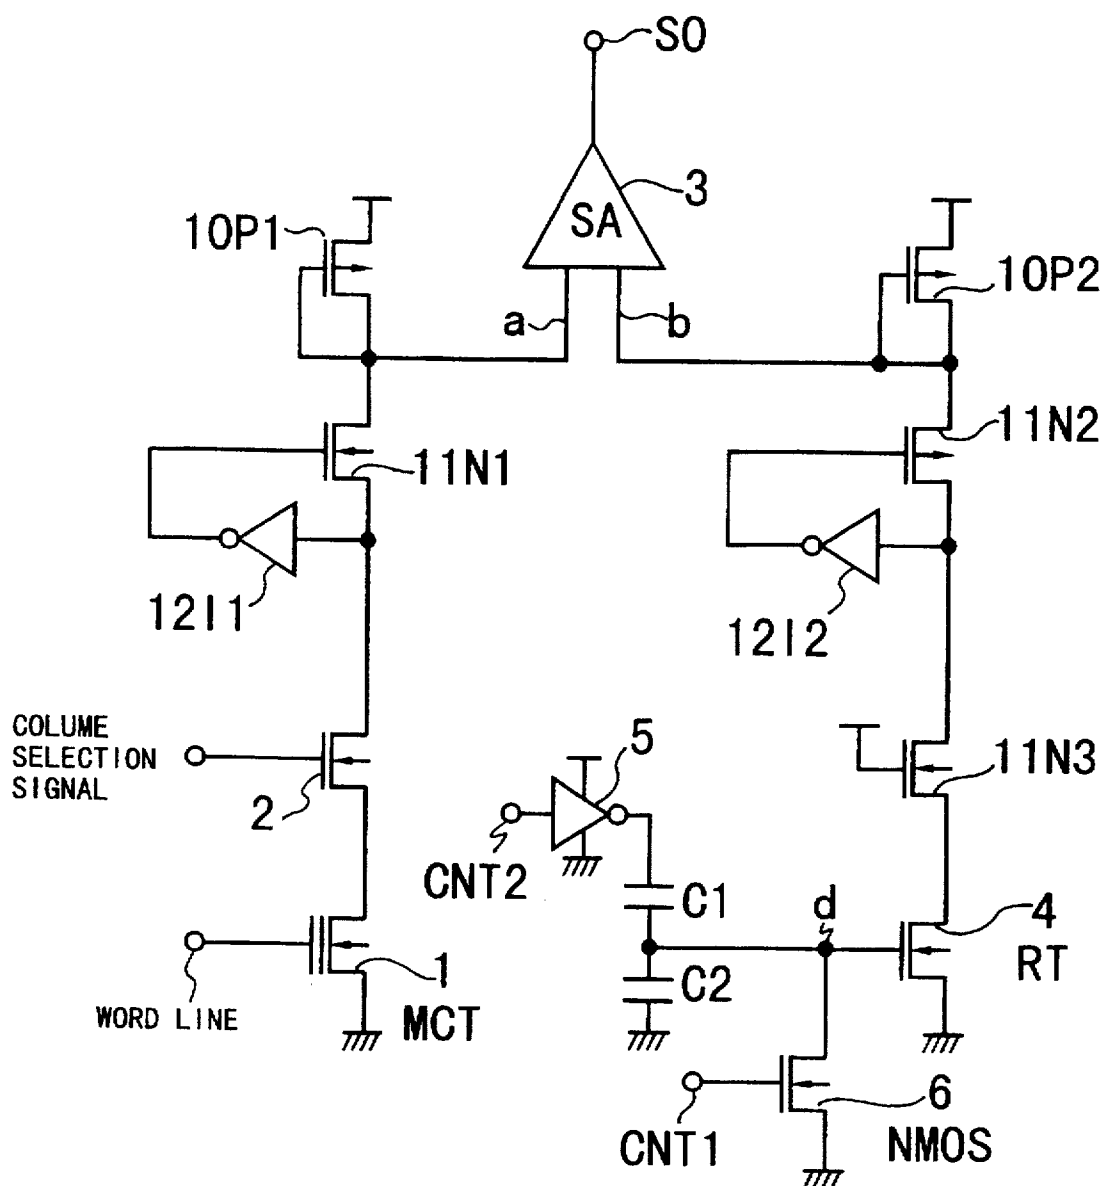 SO
3
SA
10P1
10P2
a
b
11N1
11N2
12I1
12I2
COLUME
SELECTION
SIGNAL
2
5
11N3
CNT2
C1
d
4
RT
C2
1
MCT
WORD LINE
6
CNT1
NMOS